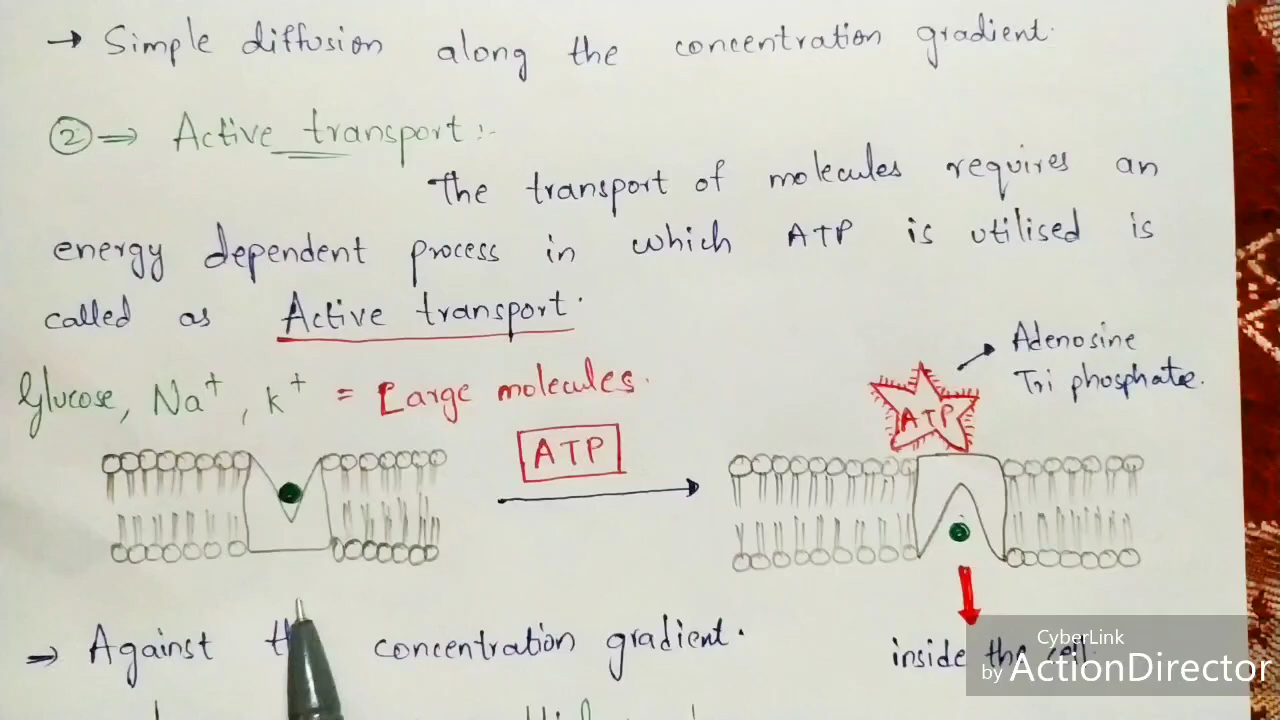 → Simple diffusion along the concentration gradient.
② ⇒ Active transport :-
The transport of molecules requires an
energy dependent process in which ATP is utilised is
called as Active transport.
Adenosine
Tri phosphate.
Glucose, Na⁺, K⁺ = Large molecules.
ATP
ATP
⇒ Against concentration gradient.
inside the cell.
CyberLink
by ActionDirector